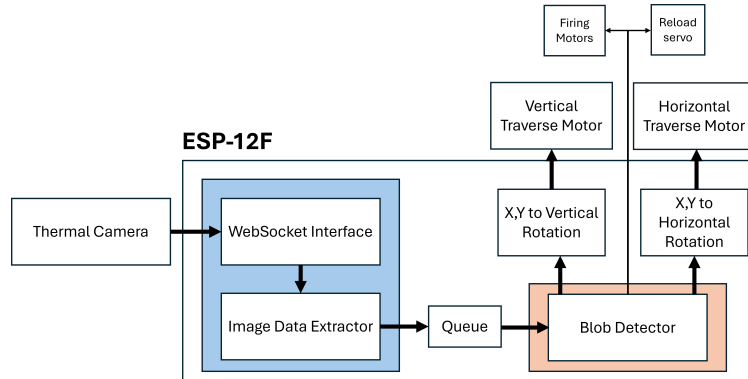 Firing
Motors
Reload
servo
Vertical
Traverse Motor
Horizontal
Traverse Motor
ESP-12F
Thermal Camera
WebSocket Interface
X,Y to Vertical
Rotation
X,Y to
Horizontal
Rotation
Image Data Extractor
Queue
Blob Detector